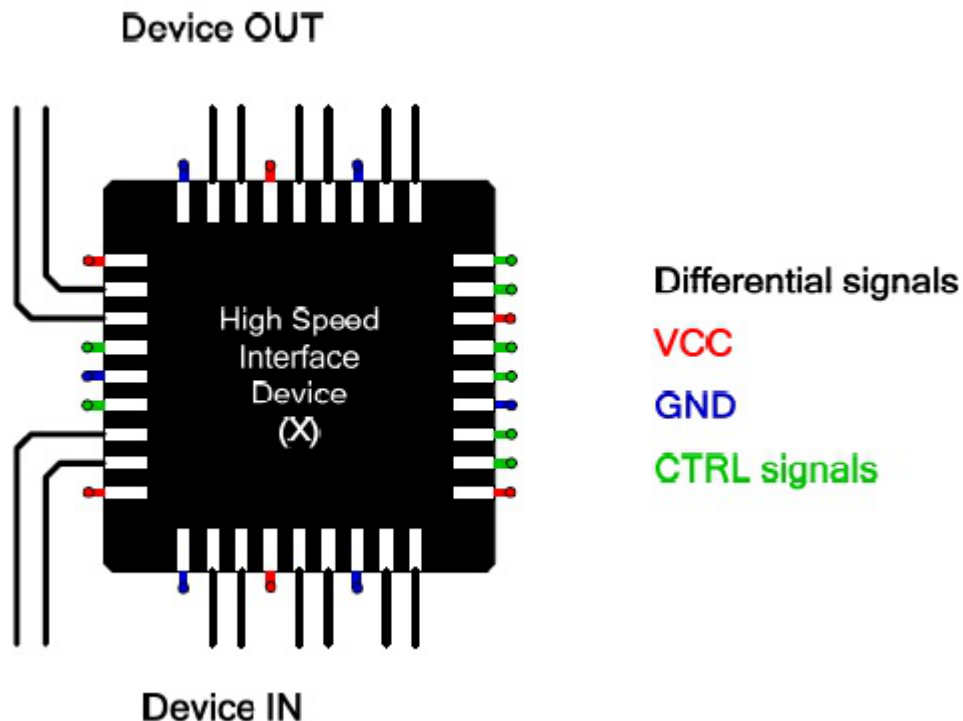 Device OUT
High Speed
Interface
Device
(X)
Differential signals
VCC
GND
CTRL signals
Device IN